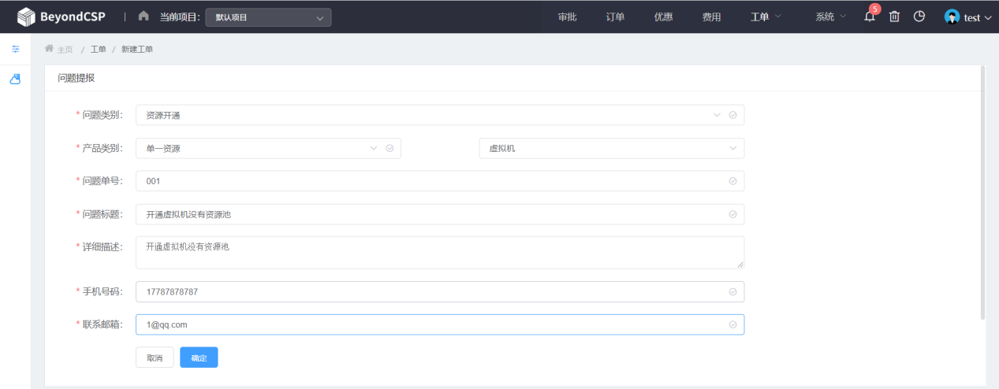 BeyondCSP | 当前项目: 默认项目 审批 订单 优惠 费用 工单 系统 5 test
主页 / 工单 / 新建工单
问题提报
* 问题类别: 资源开通
* 产品类别: 单一资源 虚拟机
* 问题单号: 001
* 问题标题: 开通虚拟机没有资源池
* 详细描述: 开通虚拟机没有资源池
* 手机号码: 17787878787
* 联系邮箱: 1@qq.com
取消 确定